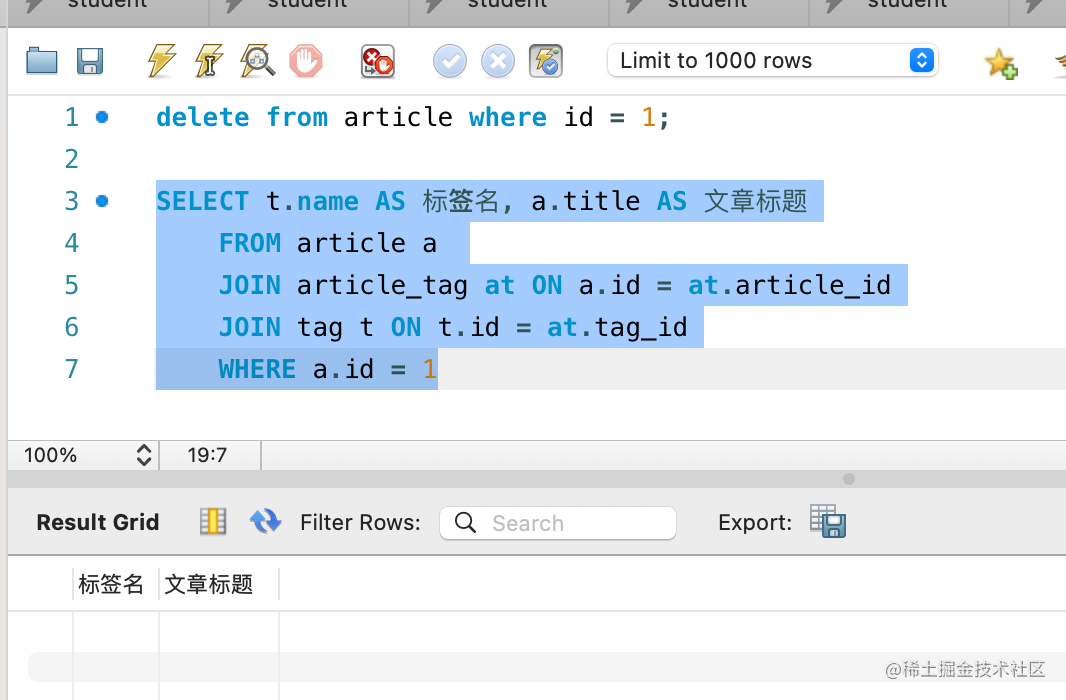 student student student student student
Limit to 1000 rows
1 delete from article where id = 1;
2
3 SELECT t.name AS 标签名, a.title AS 文章标题
4 FROM article a
5 JOIN article_tag at ON a.id = at.article_id
6 JOIN tag t ON t.id = at.tag_id
7 WHERE a.id = 1
100% 19:7
Result Grid Filter Rows: Search Export:
标签名 文章标题
@稀土掘金技术社区